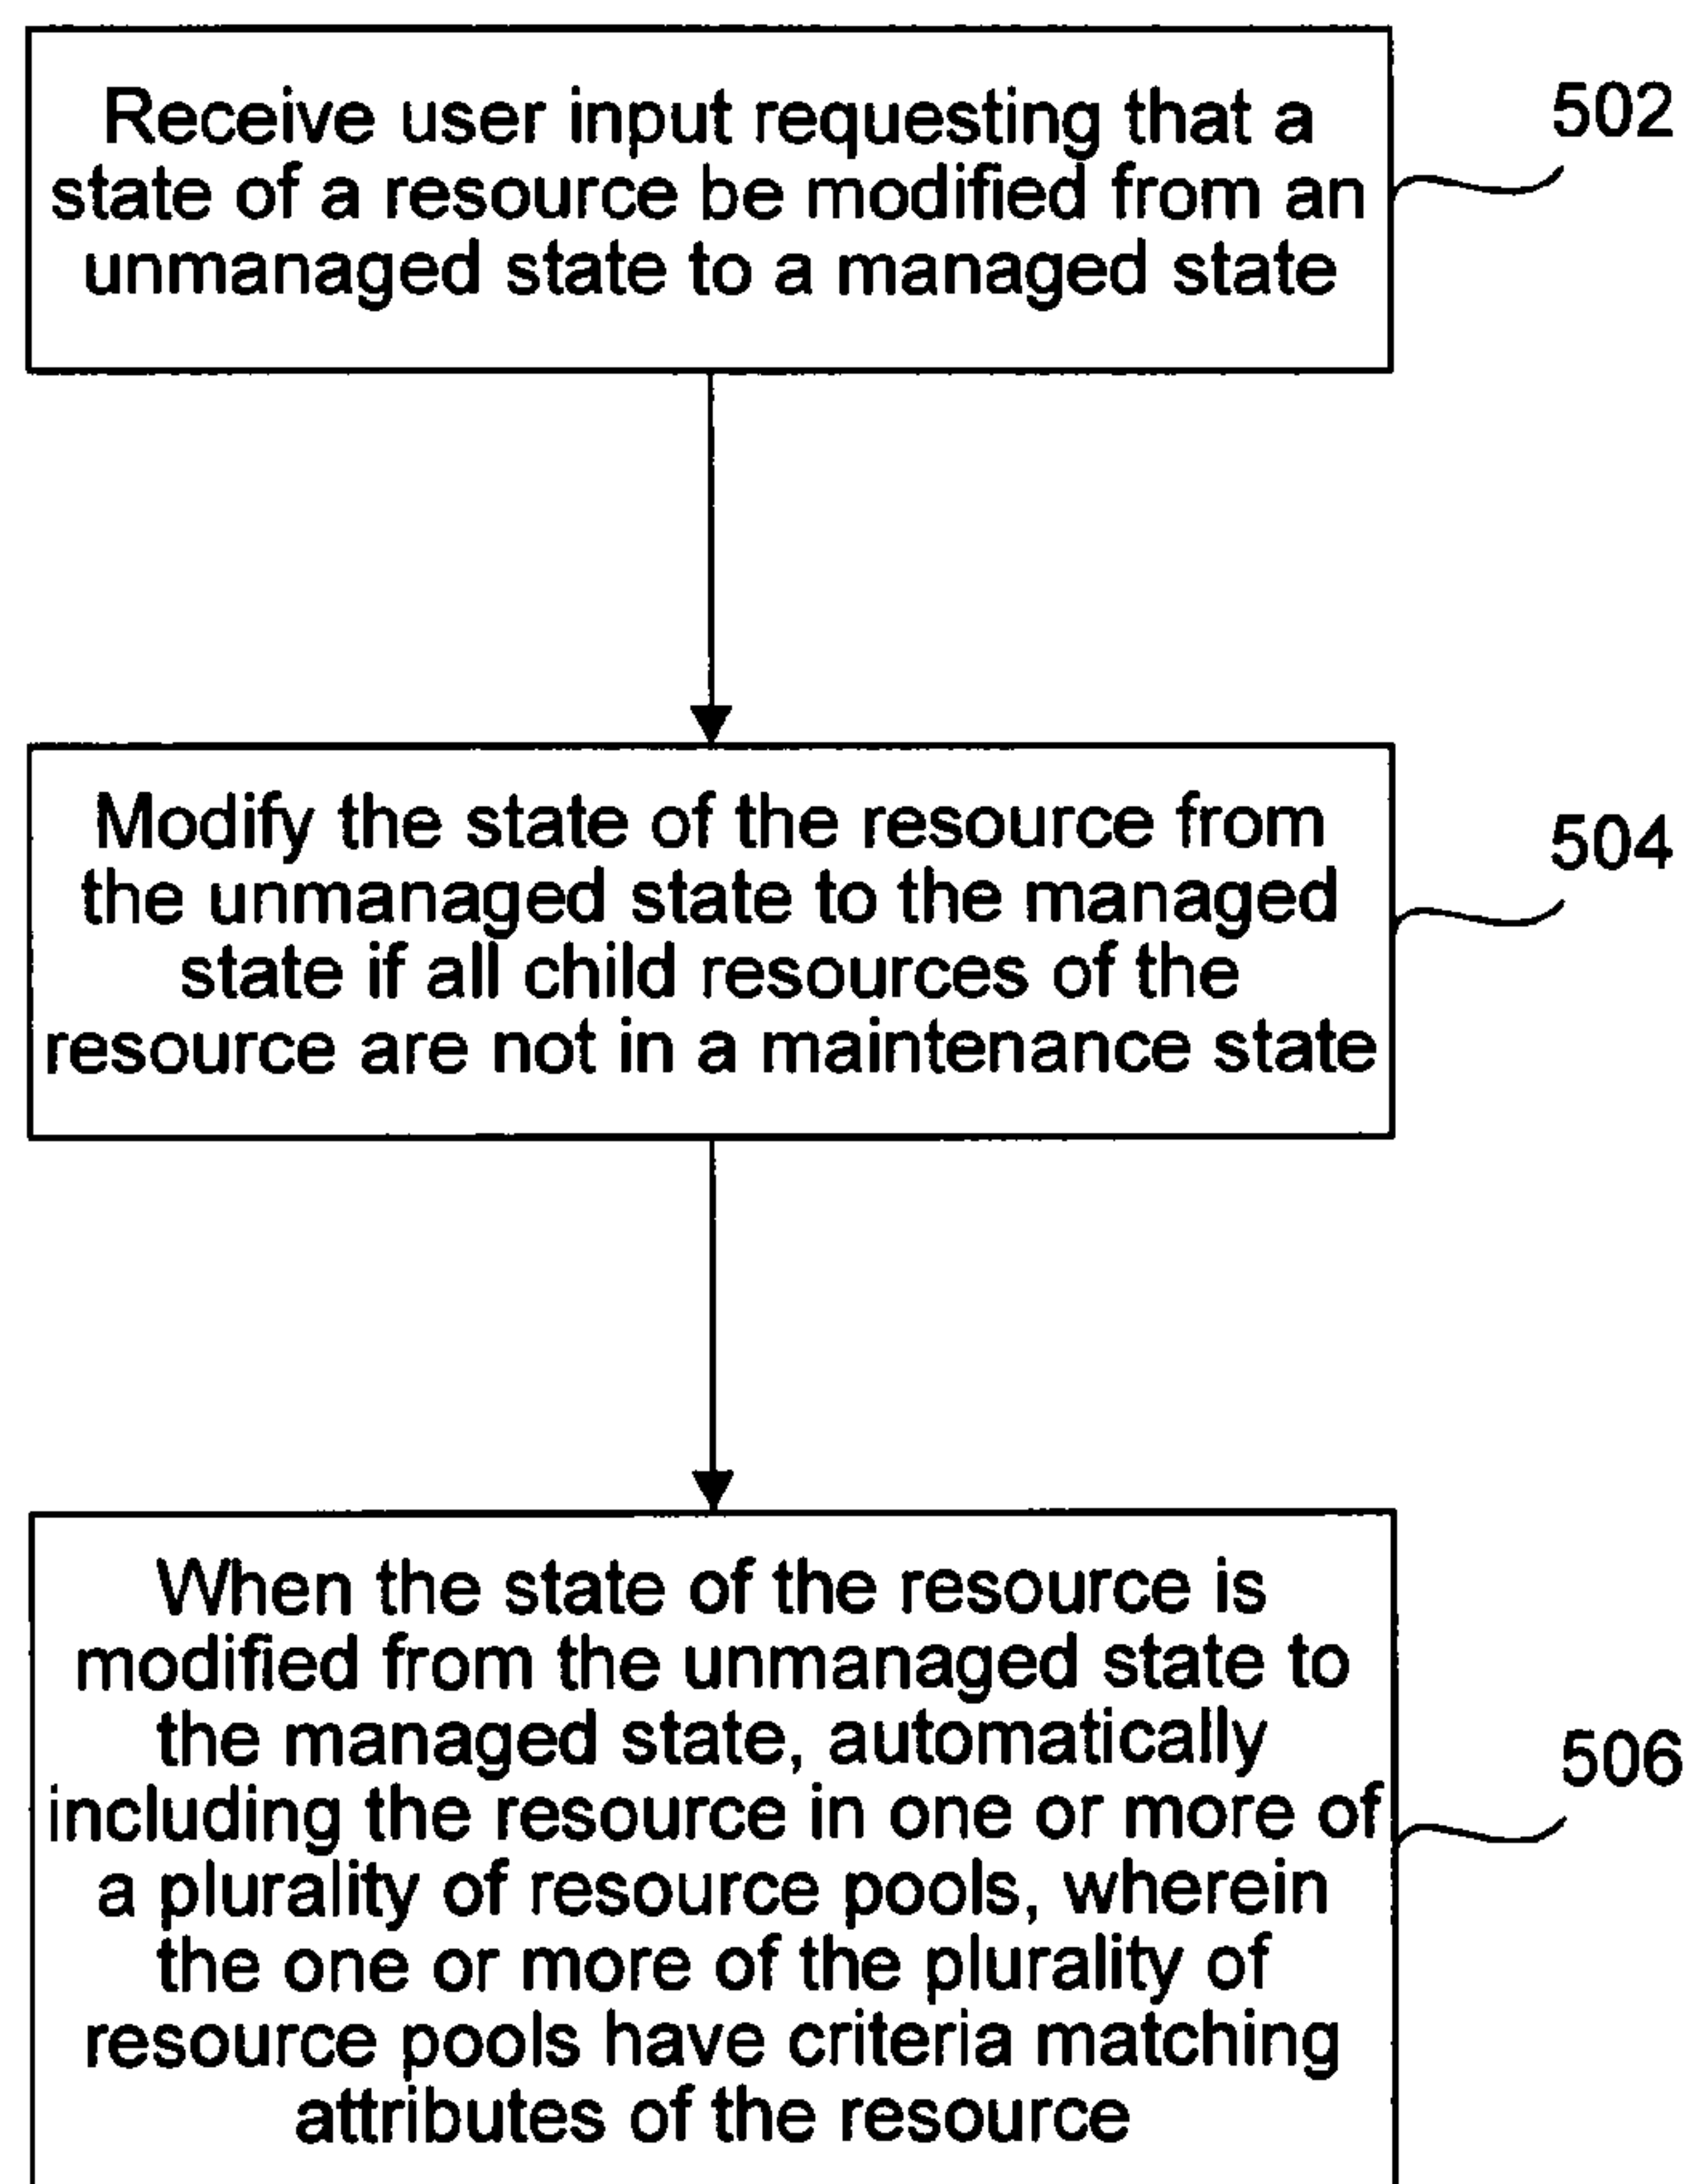 Receive user input requesting that a
state of a resource be modified from an
unmanaged state to a managed state
502
Modify the state of the resource from
the unmanaged state to the managed
state if all child resources of the
resource are not in a maintenance state
504
When the state of the resource is
modified from the unmanaged state to
the managed state, automatically
including the resource in one or more of
a plurality of resource pools, wherein
the one or more of the plurality of
resource pools have criteria matching
attributes of the resource
506